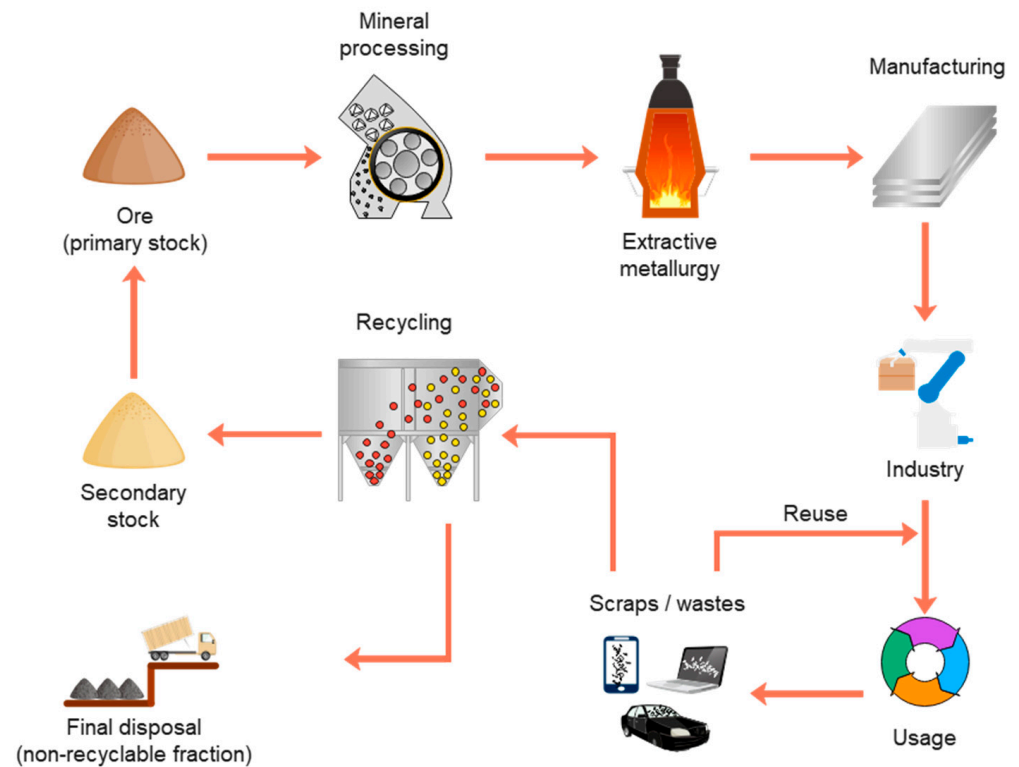 Mineral
processing
Manufacturing
Ore
(primary stock)
Extractive
metallurgy
Recycling
Industry
Secondary
stock
Reuse
Scraps / wastes
Final disposal
(non-recyclable fraction)
Usage